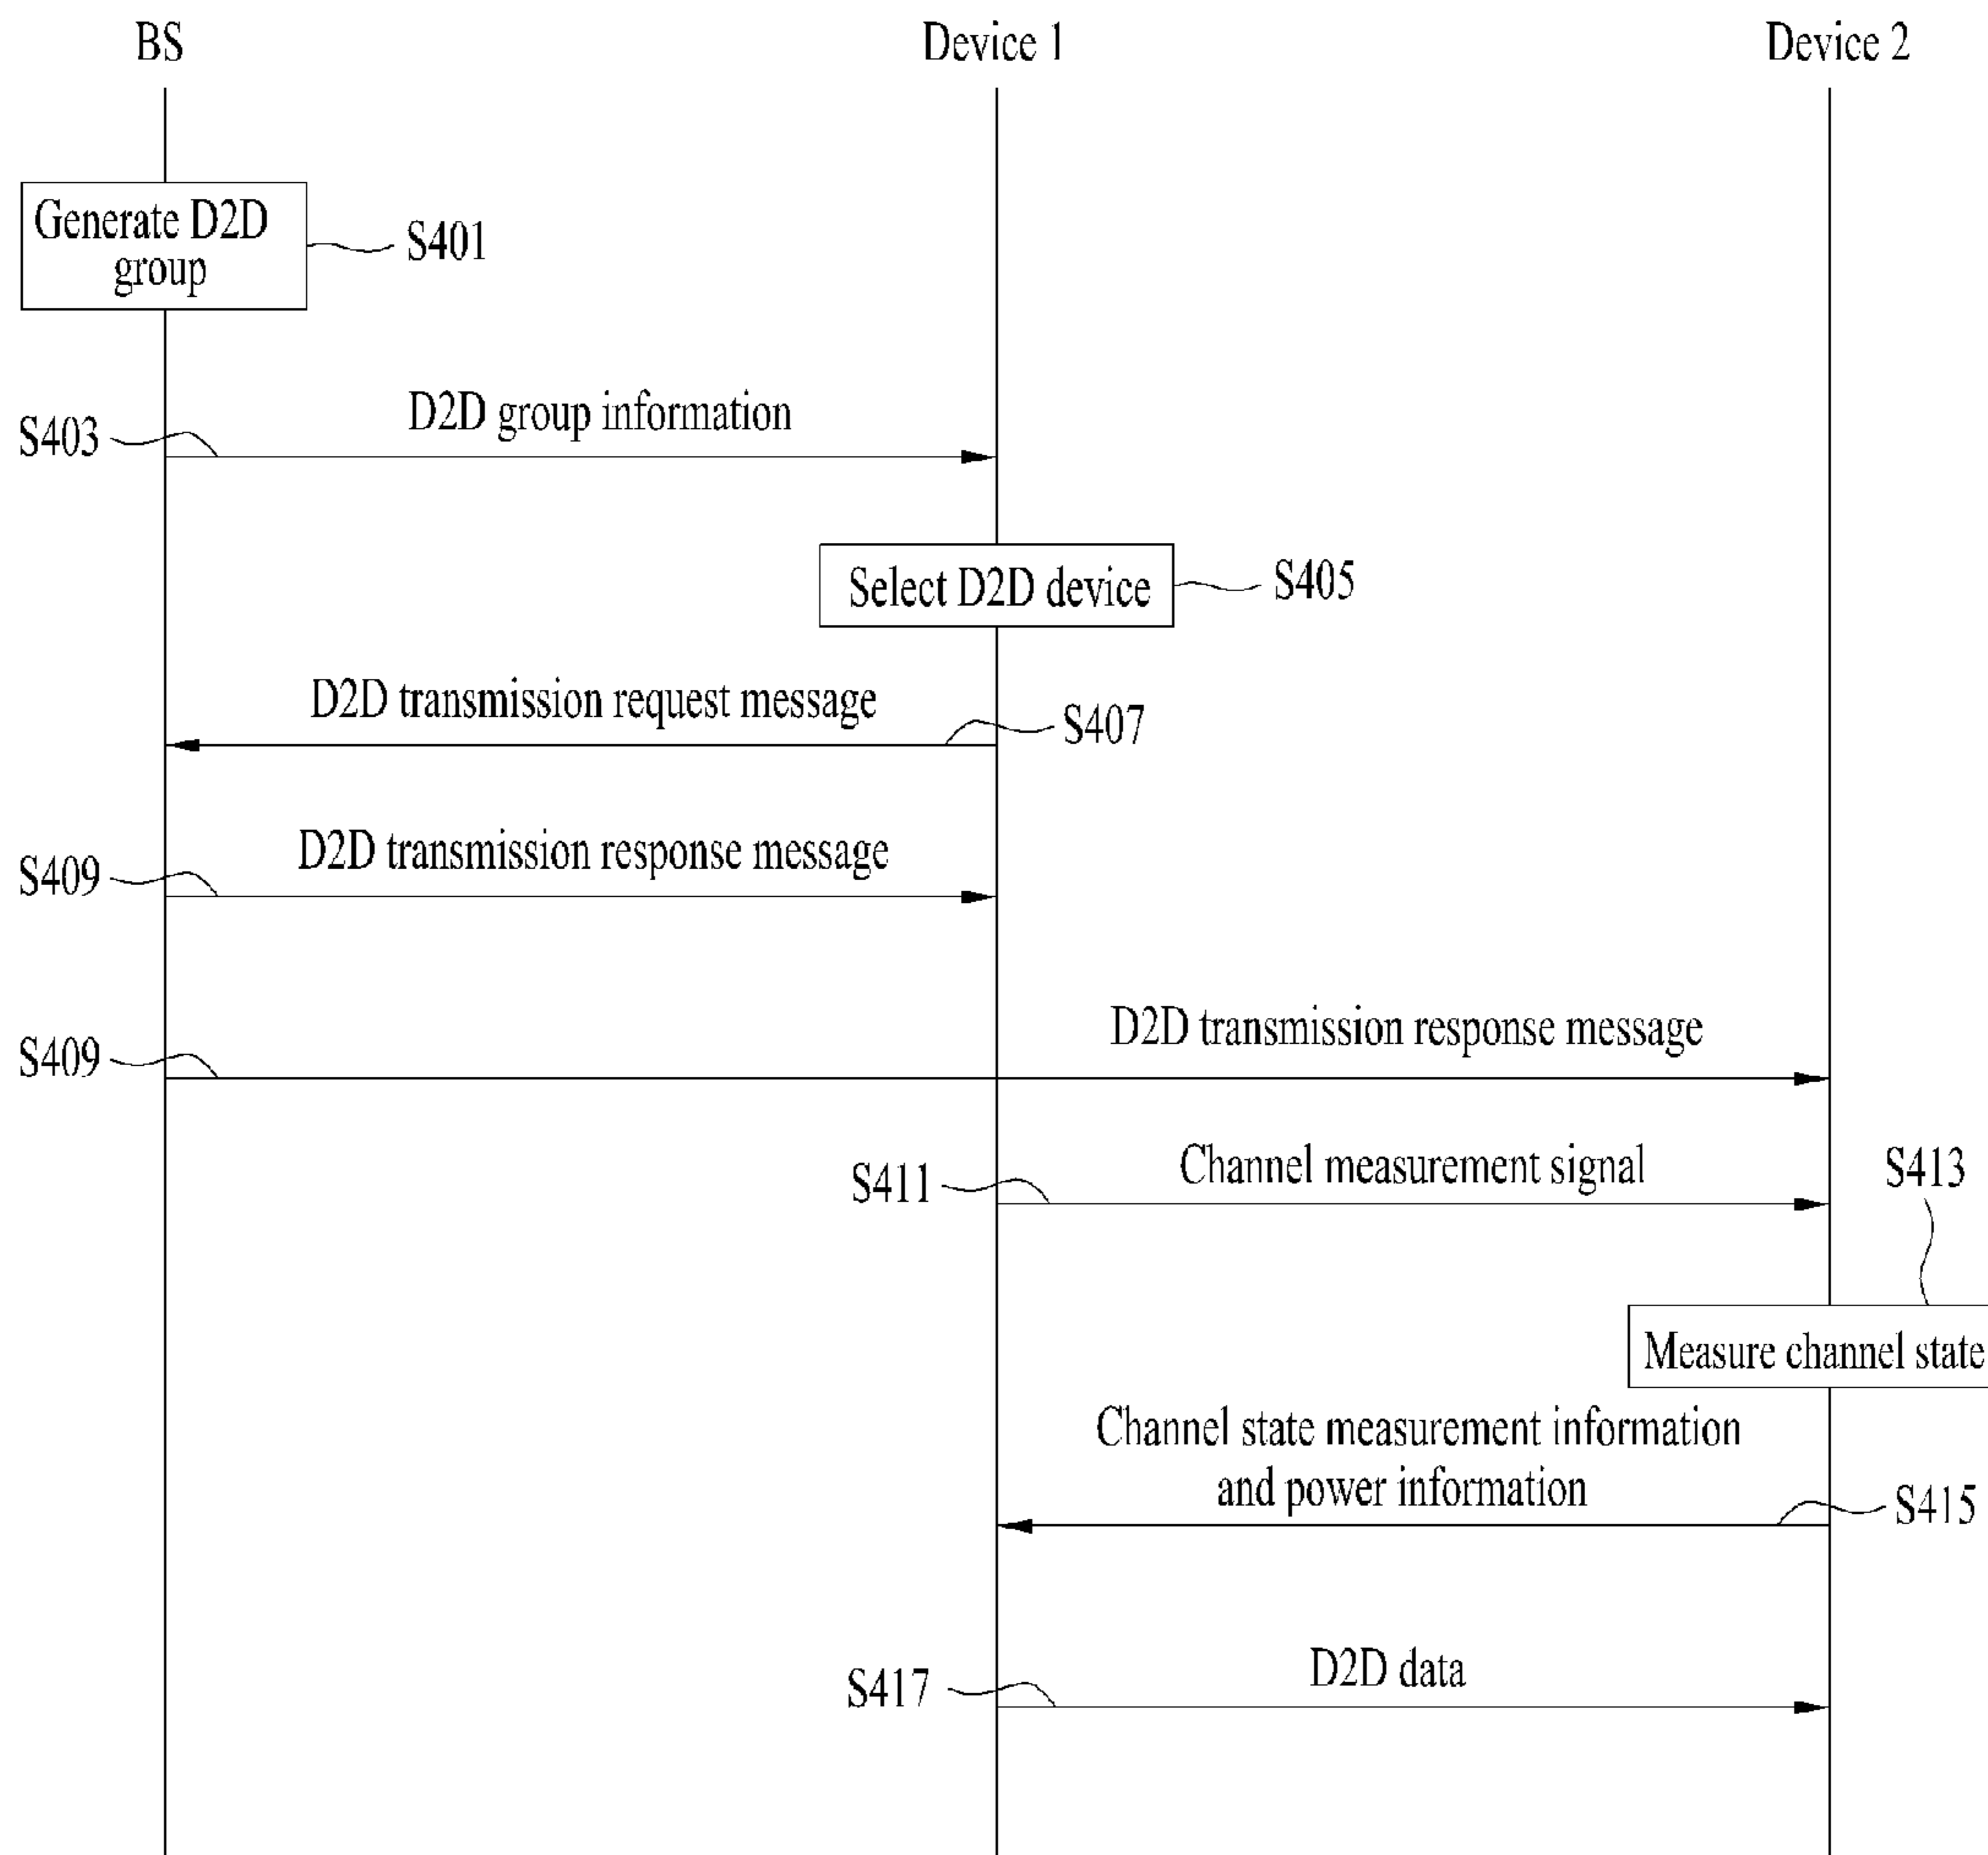 BS
Device 1
Device 2
Generate D2D
group
S401
D2D group information
S403
Select D2D device
S405
D2D transmission request message
S407
D2D transmission response message
S409
D2D transmission response message
S409
Channel measurement signal
S411
S413
Measure channel state
Channel state measurement information
and power information
S415
D2D data
S417